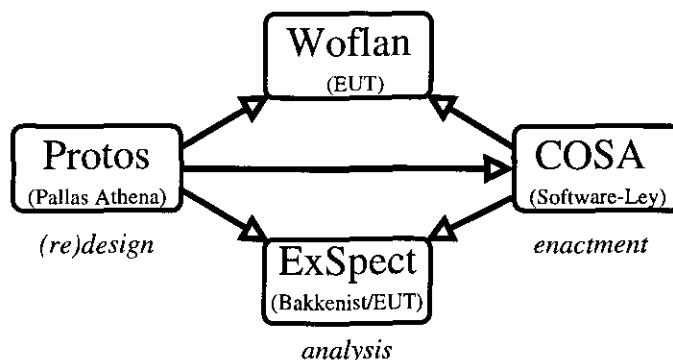 Woflan
(EUT)
Protos
(Pallas Athena)
(re)design
COSA
(Software-Ley)
enactment
ExSpect
(Bakkenist/EUT)
analysis